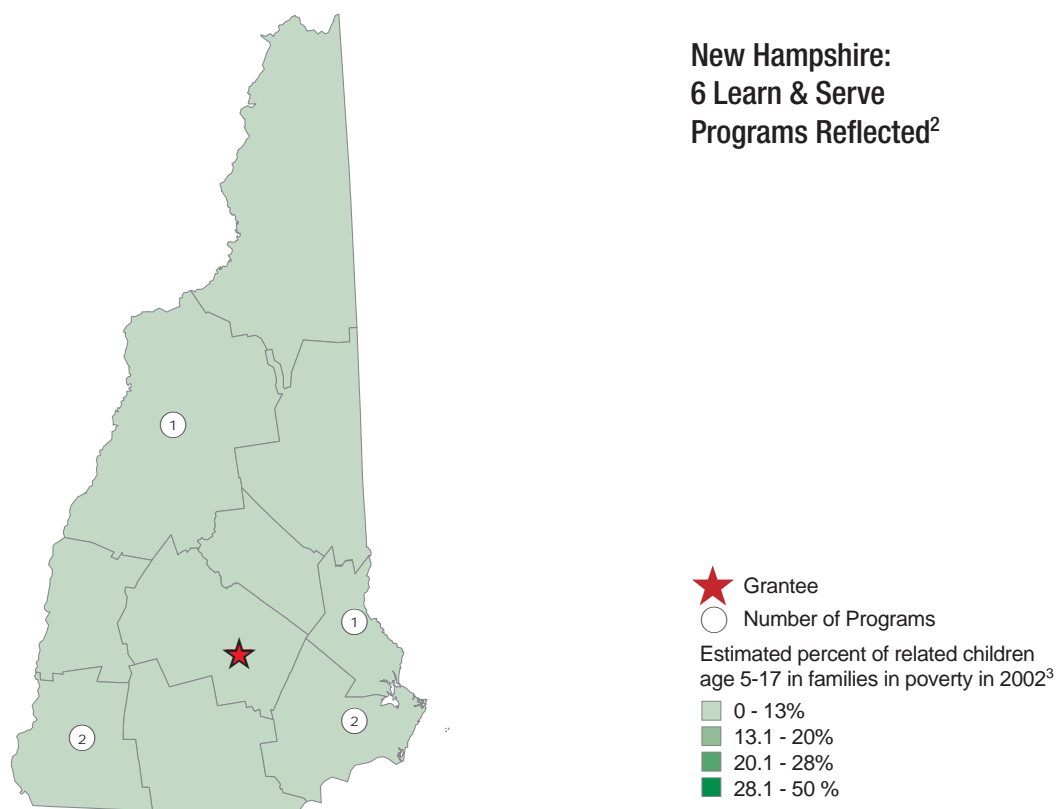 New Hampshire:
6 Learn & Serve
Programs Reflected2
1
1
2
2
Grantee
Number of Programs
Estimated percent of related children
age 5-17 in families in poverty in 20023
0 - 13%
13.1 - 20%
20.1 - 28%
28.1 - 50 %